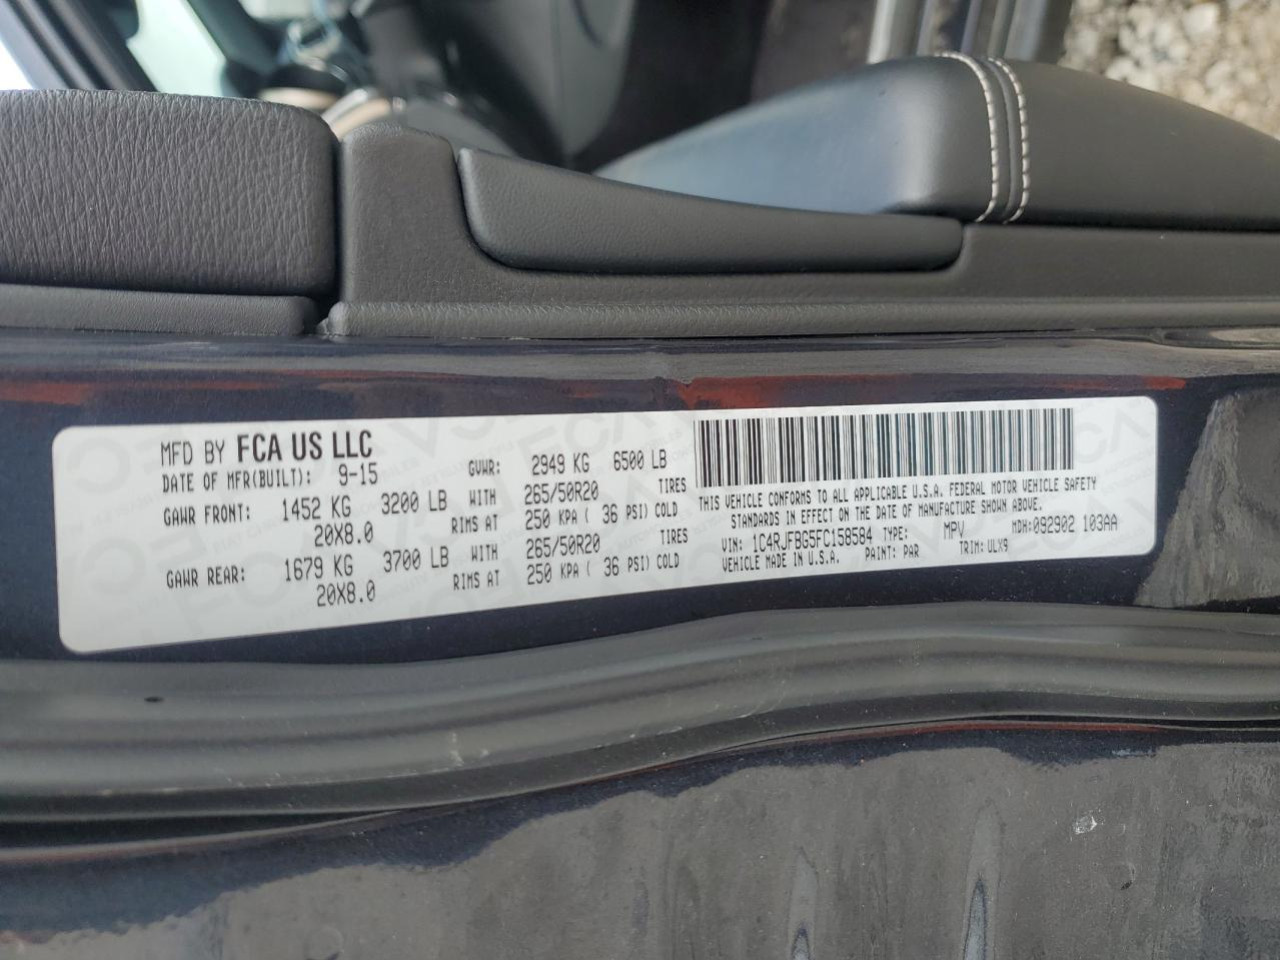 MFD BY FCA US LLC
DATE OF MFR(BUILT): 9-15 GVWR: 2949 KG 6500 LB
GAWR FRONT: 1452 KG 3200 LB WITH 265/50R20 TIRES
20X8.0 RIMS AT 250 KPA ( 36 PSI) COLD
GAWR REAR: 1679 KG 3700 LB WITH 265/50R20 TIRES
20X8.0 RIMS AT 250 KPA ( 36 PSI) COLD
THIS VEHICLE CONFORMS TO ALL APPLICABLE U.S.A. FEDERAL MOTOR VEHICLE SAFETY
STANDARDS IN EFFECT ON THE DATE OF MANUFACTURE SHOWN ABOVE.
VIN: 1C4RJFBG5FC158584 TYPE: MPV MDH:092902 103AA
VEHICLE MADE IN U.S.A. PAINT: PAR TRIM: ULX9